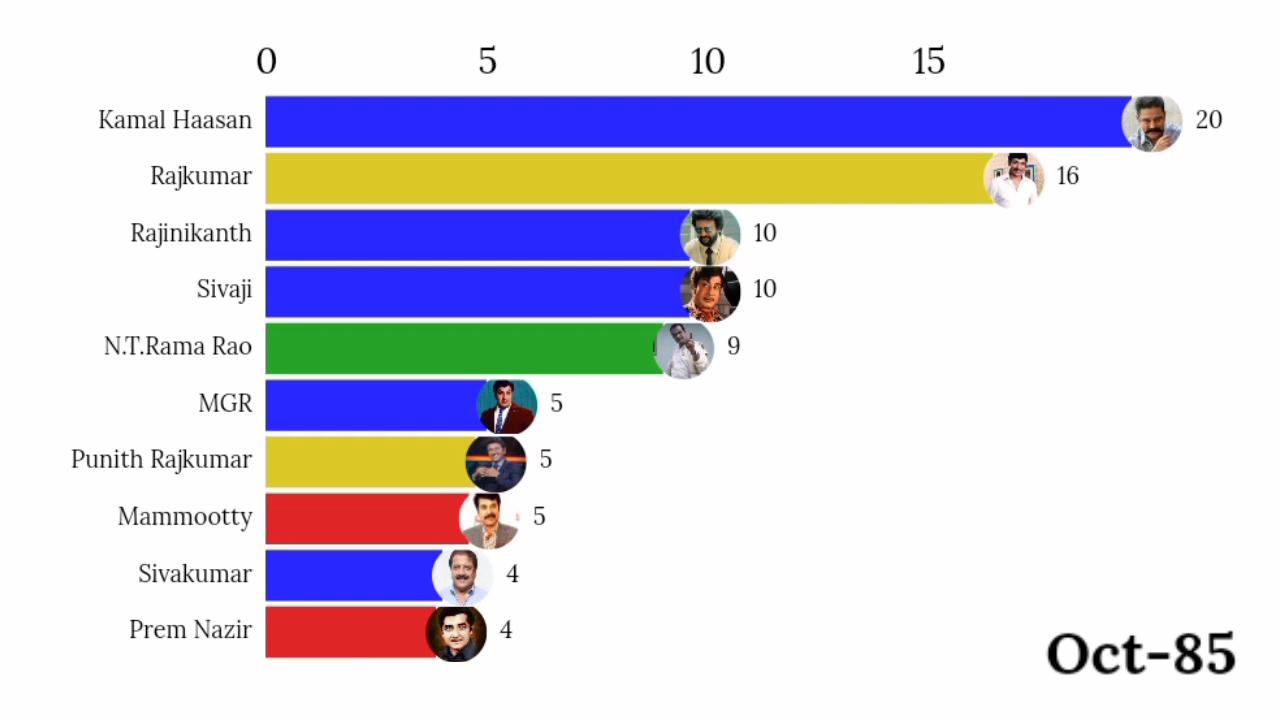 0 5 10 15
Kamal Haasan 20
Rajkumar 16
Rajinikanth 10
Sivaji 10
N.T.Rama Rao 9
MGR 5
Punith Rajkumar 5
Mammootty 5
Sivakumar 4
Prem Nazir 4
Oct-85